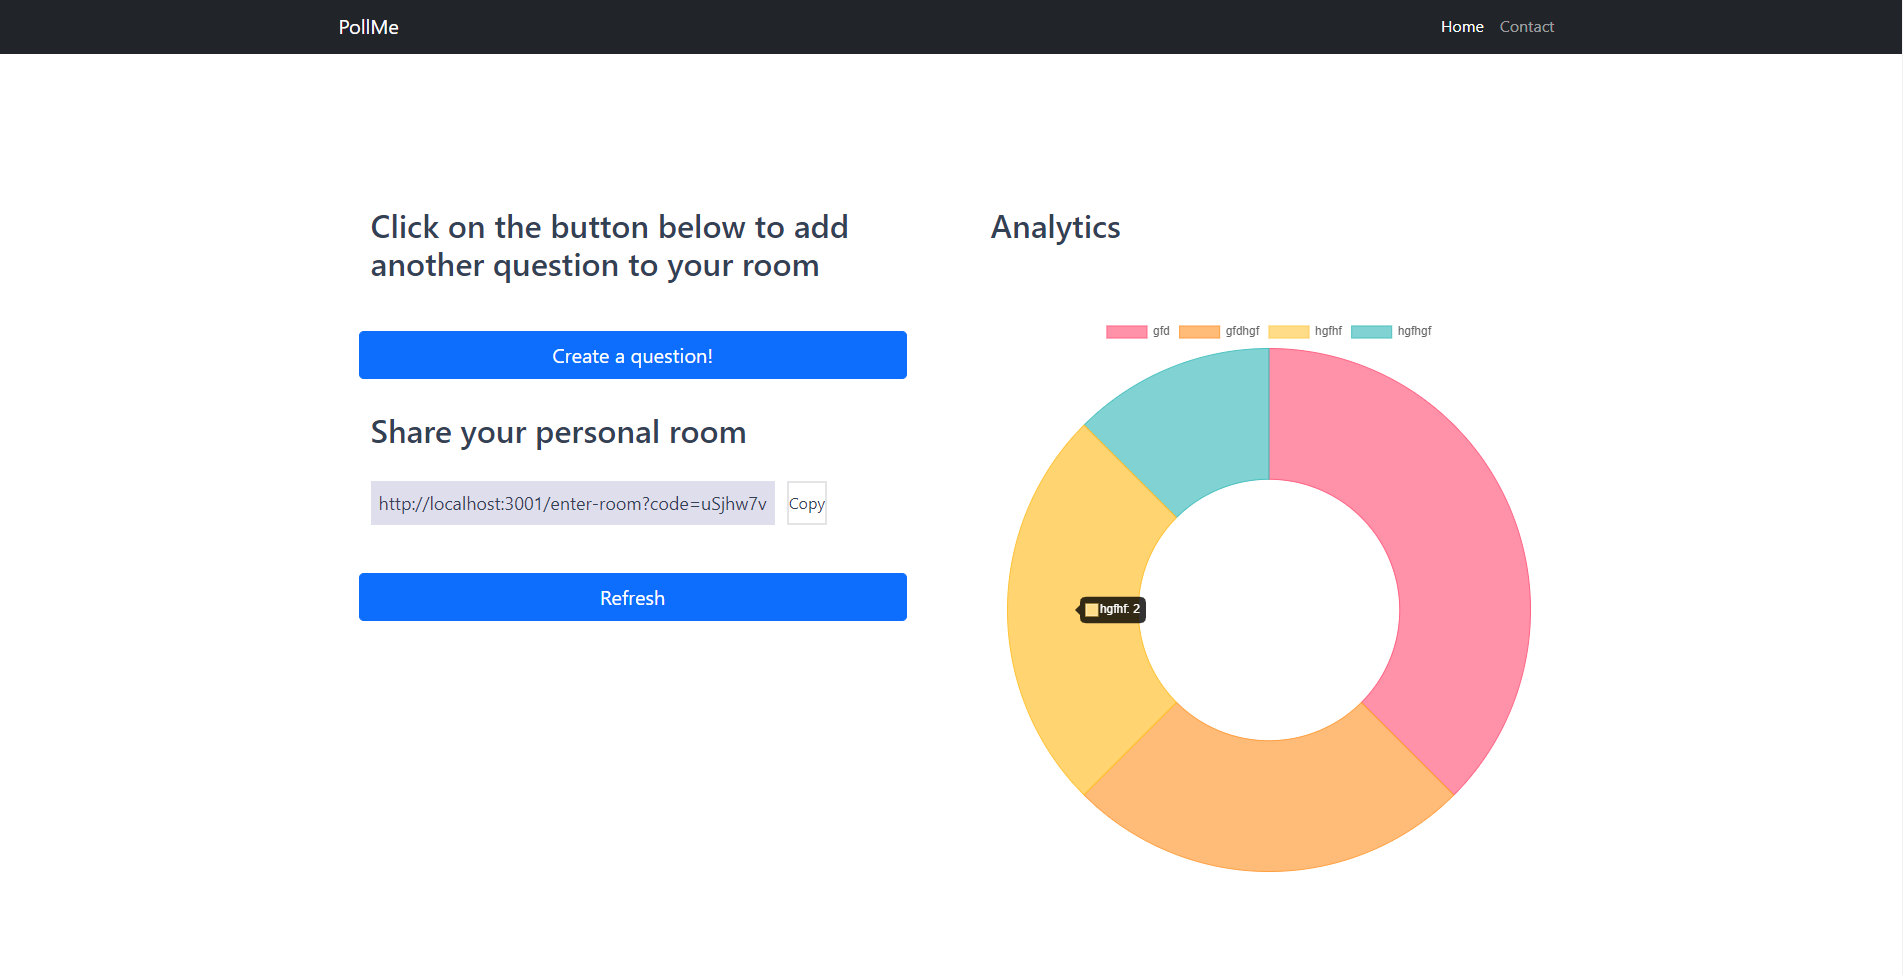 PollMe
Home
Contact
Click on the button below to add
another question to your room
Create a question!
Share your personal room
http://localhost:3001/enter-room?code=uSjhw7v
Copy
Refresh
Analytics
gfd
gfdhgf
hgfhf
hgfhgf
hgfhf: 2